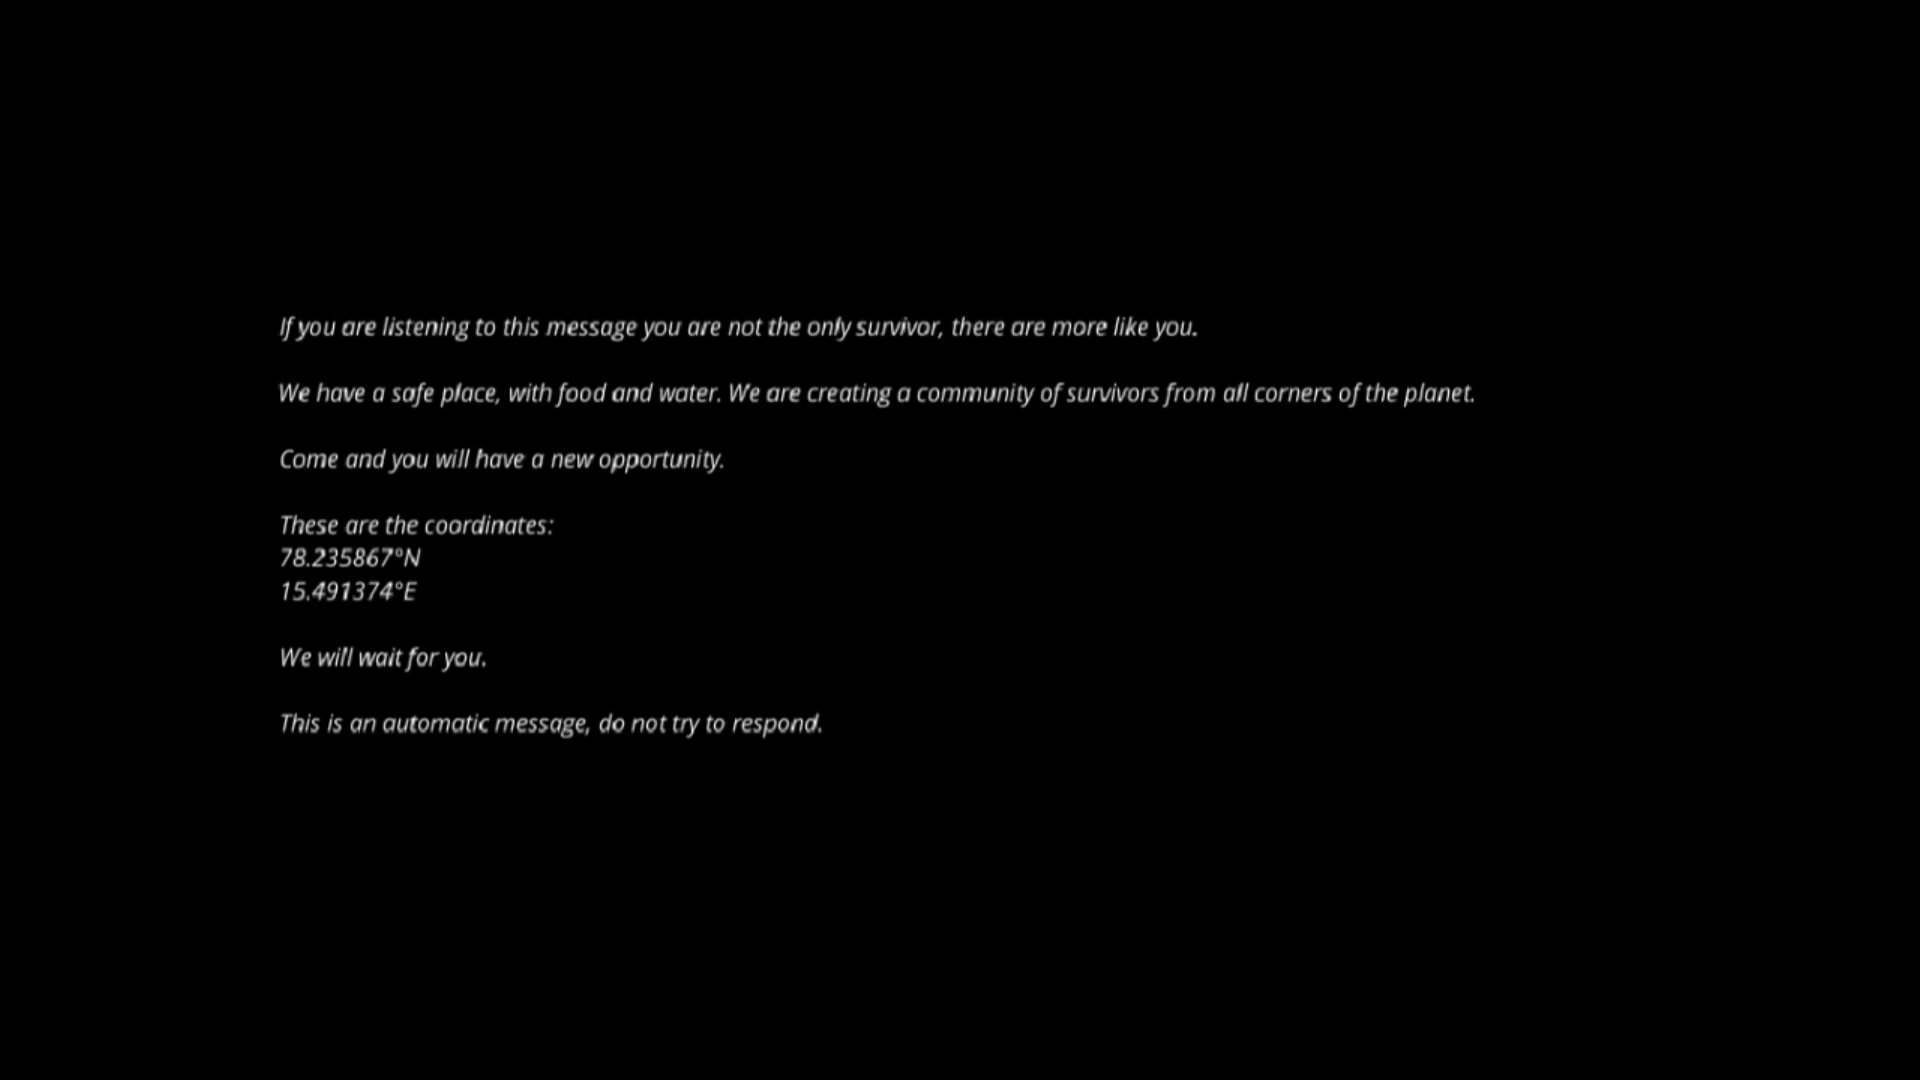 If you are listening to this message you are not the only survivor, there are more like you.
We have a safe place, with food and water. We are creating a community of survivors from all corners of the planet.
Come and you will have a new opportunity.
These are the coordinates:
78.235867°N
15.491374°E
We will wait for you.
This is an automatic message, do not try to respond.